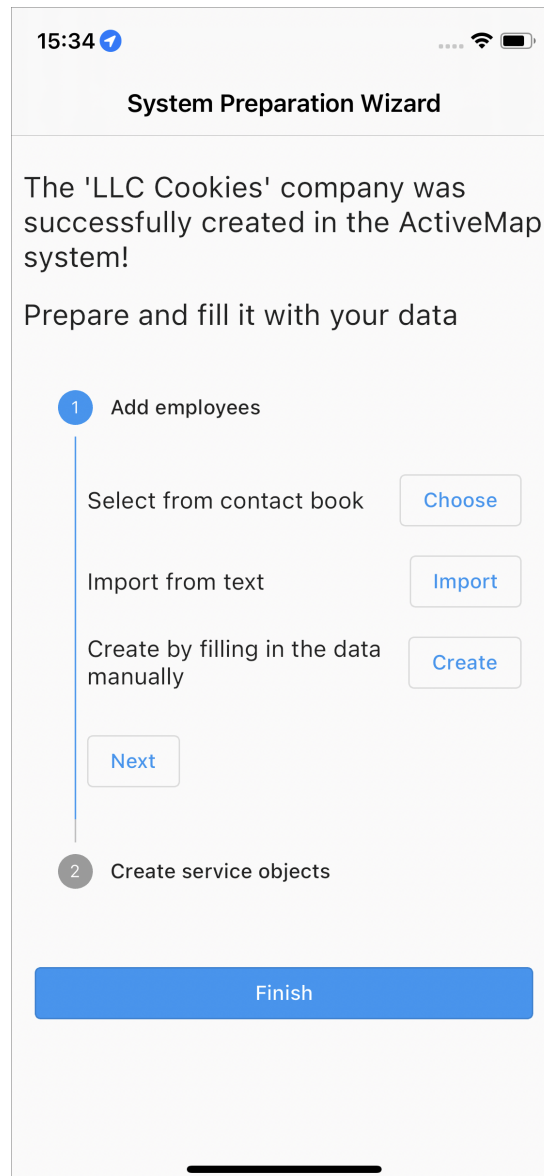 15:34
System Preparation Wizard
The 'LLC Cookies' company was
successfully created in the ActiveMap
system!
Prepare and fill it with your data
1 Add employees
Select from contact book Choose
Import from text Import
Create by filling in the data
manually
Create
Next
2 Create service objects
Finish